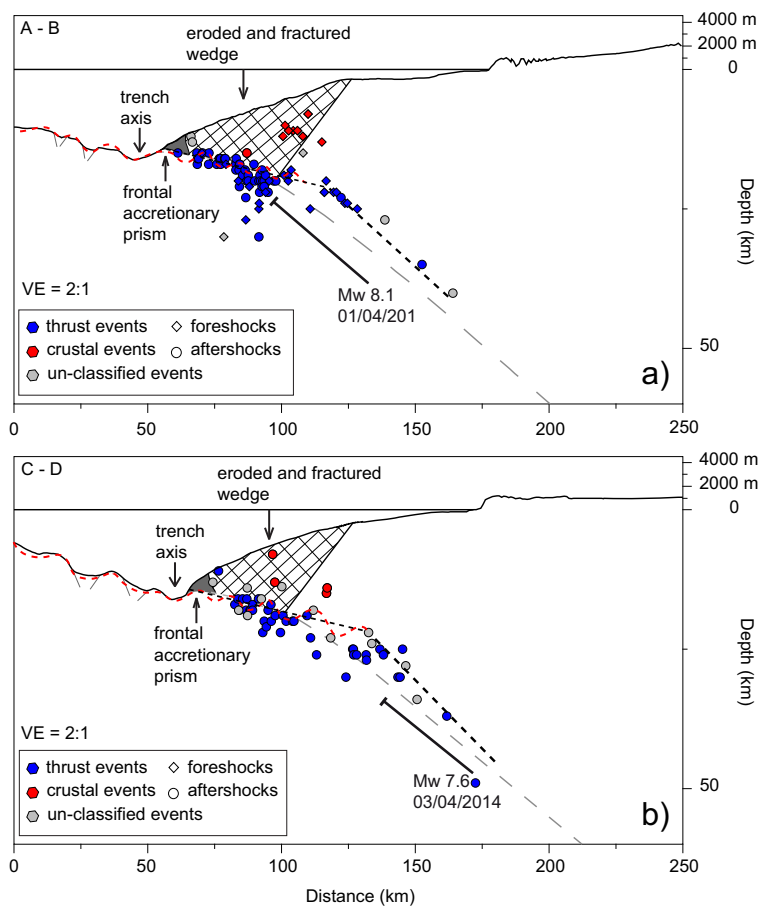 A - B
eroded and fractured
wedge
4000 m
2000 m
0
trench
axis
frontal
accretionary
prism
Depth (km)
Mw 8.1
01/04/201
VE = 2:1
thrust events
foreshocks
crustal events
aftershocks
un-classified events
50
a)
0
50
100
150
200
250
C - D
eroded and fractured
wedge
4000 m
2000 m
0
trench
axis
frontal
accretionary
prism
Depth (km)
VE = 2:1
thrust events
foreshocks
crustal events
aftershocks
un-classified events
Mw 7.6
03/04/2014
50
b)
0
50
100
150
200
250
Distance (km)